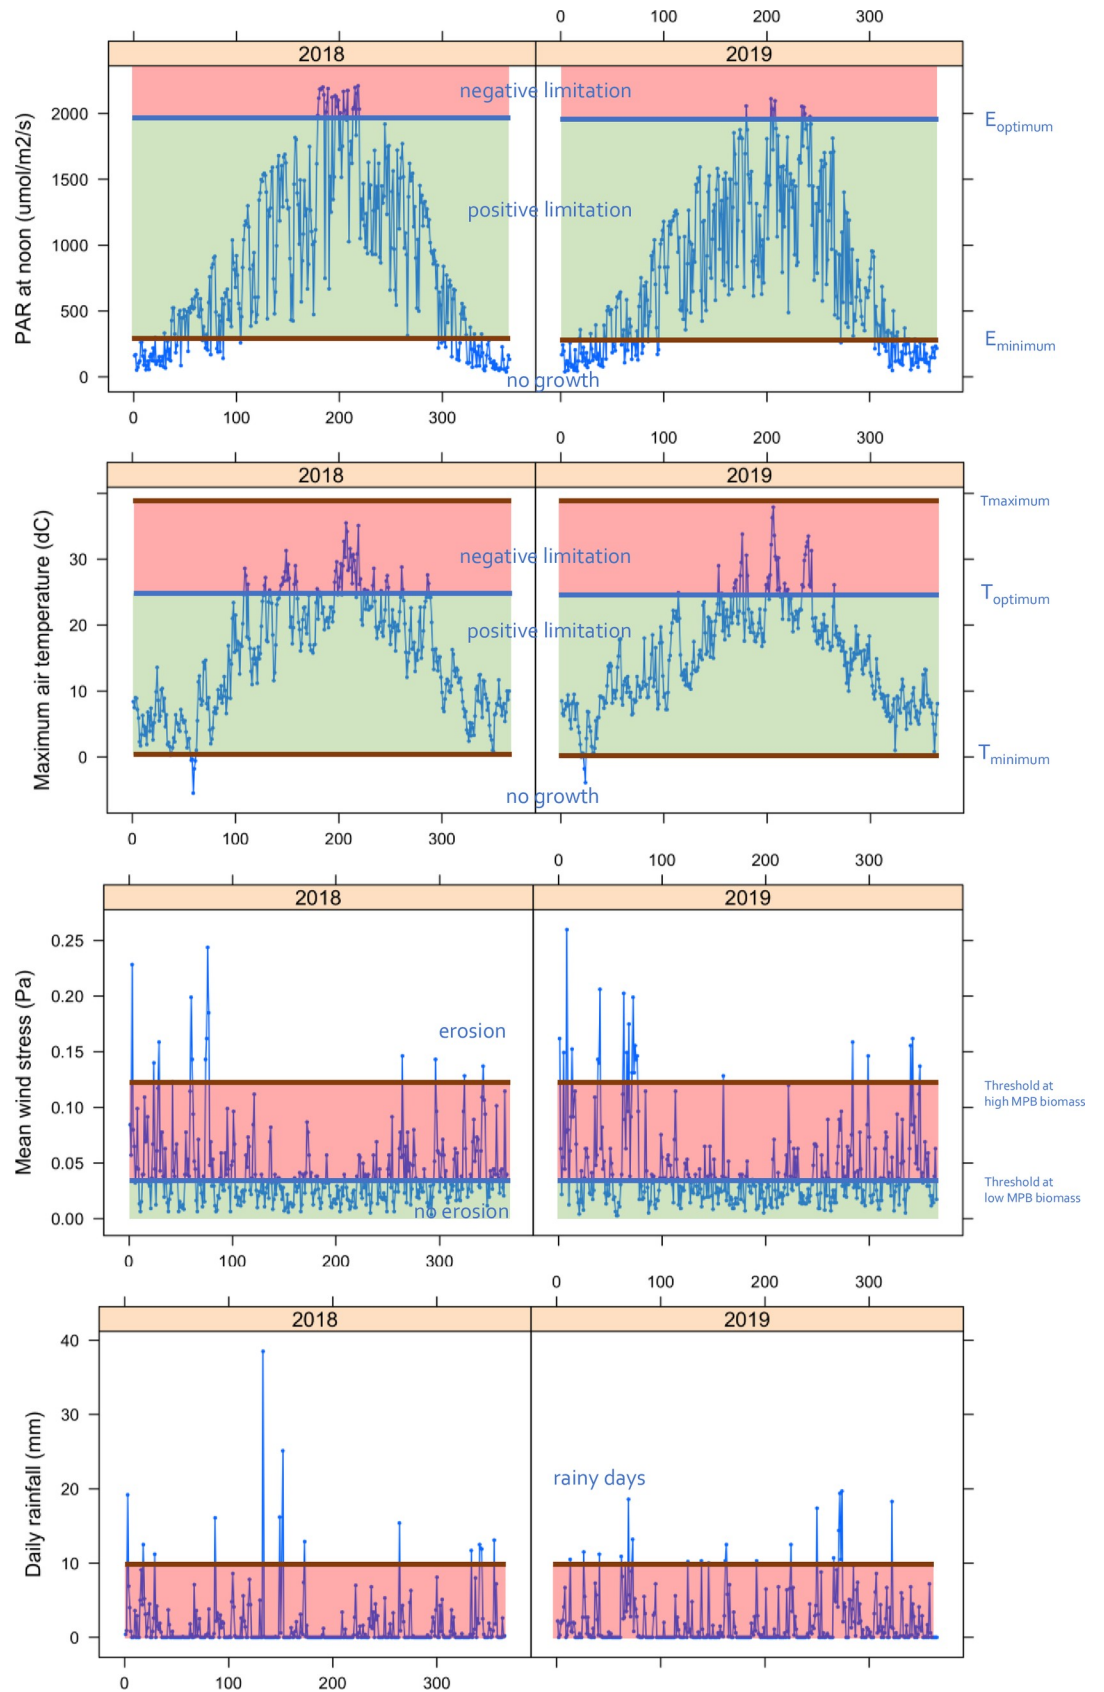 0 100 200 300
2018 2019
negative limitation
2000
E optimum
1500
positive limitation
1000
500
E minimum
0
no growth
PAR at noon (umol/m2/s)
0 100 200 300
0 100 200 300
2018 2019
Tmaximum
30
negative limitation
T optimum
20
positive limitation
10
0
T minimum
no growth
Maximum air temperature (dC)
0 100 200 300
0 100 200 300
2018 2019
0.25
0.20
erosion
0.15
Threshold at
high MPB biomass
0.10
0.05
Threshold at
low MPB biomass
0.00
no erosion
Mean wind stress (Pa)
0 100 200 300
0 100 200 300
2018 2019
40
30
rainy days
20
10
0
Daily rainfall (mm)
0 100 200 300